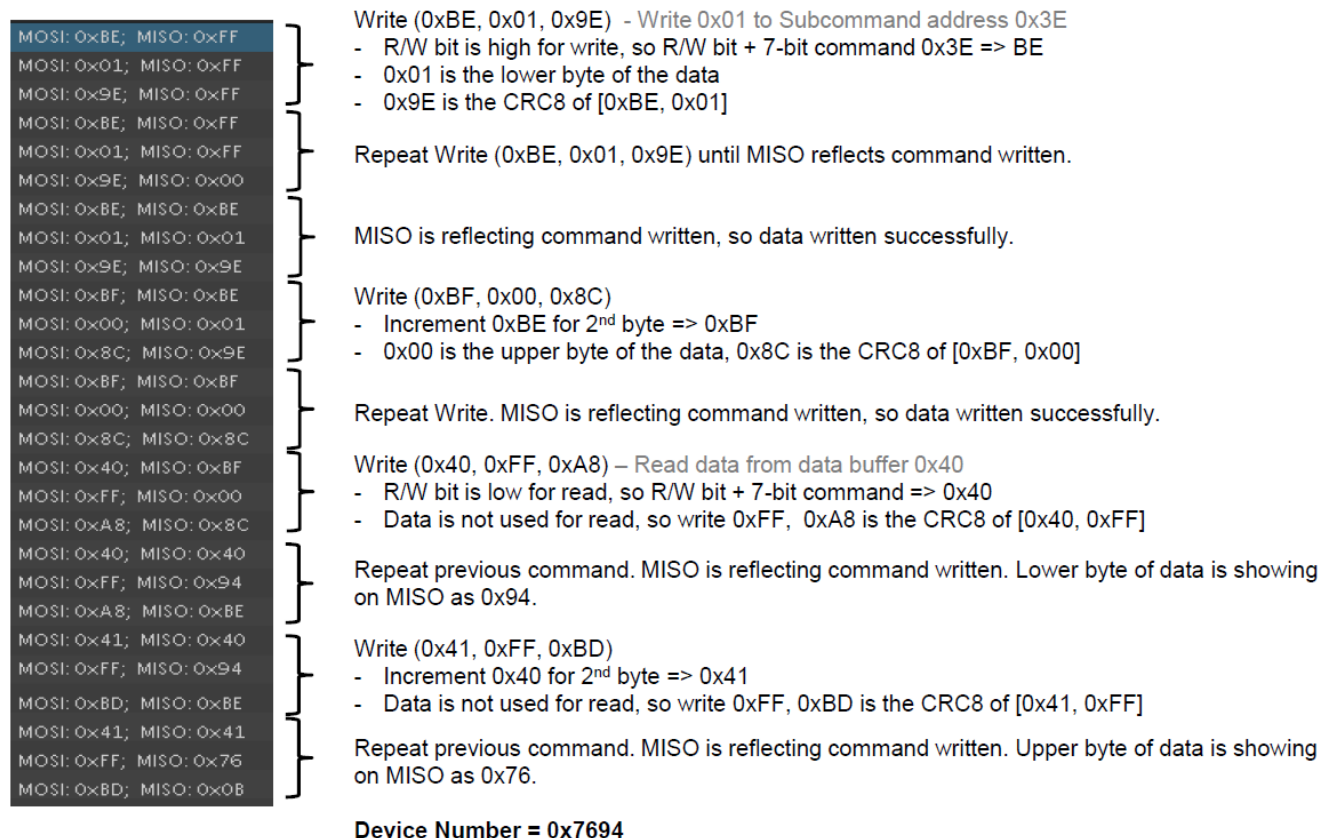 MOSI: 0xBE; MISO: 0xFF
MOSI: 0x01; MISO: 0xFF
MOSI: 0x9E; MISO: 0xFF
MOSI: 0xBE; MISO: 0xFF
MOSI: 0x01; MISO: 0xFF
MOSI: 0x9E; MISO: 0x00
MOSI: 0xBE; MISO: 0xBE
MOSI: 0x01; MISO: 0x01
MOSI: 0x9E; MISO: 0x9E
MOSI: 0xBF; MISO: 0xBE
MOSI: 0x00; MISO: 0x01
MOSI: 0x8C; MISO: 0x9E
MOSI: 0xBF; MISO: 0xBF
MOSI: 0x00; MISO: 0x00
MOSI: 0x8C; MISO: 0x8C
MOSI: 0x40; MISO: 0xBF
MOSI: 0xFF; MISO: 0x00
MOSI: 0xA8; MISO: 0x8C
MOSI: 0x40; MISO: 0x40
MOSI: 0xFF; MISO: 0x94
MOSI: 0xA8; MISO: 0xBE
MOSI: 0x41; MISO: 0x40
MOSI: 0xFF; MISO: 0x94
MOSI: 0xBD; MISO: 0xBE
MOSI: 0x41; MISO: 0x41
MOSI: 0xFF; MISO: 0x76
MOSI: 0xBD; MISO: 0x0B
Write (0xBE, 0x01, 0x9E) - Write 0x01 to Subcommand address 0x3E
- R/W bit is high for write, so R/W bit + 7-bit command 0x3E => BE
- 0x01 is the lower byte of the data
- 0x9E is the CRC8 of [0xBE, 0x01]
Repeat Write (0xBE, 0x01, 0x9E) until MISO reflects command written.
MISO is reflecting command written, so data written successfully.
Write (0xBF, 0x00, 0x8C)
- Increment 0xBE for 2nd byte => 0xBF
- 0x00 is the upper byte of the data, 0x8C is the CRC8 of [0xBF, 0x00]
Repeat Write. MISO is reflecting command written, so data written successfully.
Write (0x40, 0xFF, 0xA8) – Read data from data buffer 0x40
- R/W bit is low for read, so R/W bit + 7-bit command => 0x40
- Data is not used for read, so write 0xFF, 0xA8 is the CRC8 of [0x40, 0xFF]
Repeat previous command. MISO is reflecting command written. Lower byte of data is showing
on MISO as 0x94.
Write (0x41, 0xFF, 0xBD)
- Increment 0x40 for 2nd byte => 0x41
- Data is not used for read, so write 0xFF, 0xBD is the CRC8 of [0x41, 0xFF]
Repeat previous command. MISO is reflecting command written. Upper byte of data is showing
on MISO as 0x76.
Device Number = 0x7694